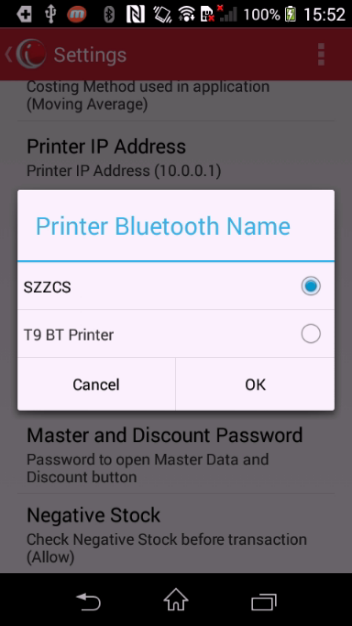 100% 15:52
Settings
Costing Method used in application
(Moving Average)
Printer IP Address
Printer IP Address (10.0.0.1)
Printer Bluetooth Name
SZZCS
T9 BT Printer
Cancel OK
Master and Discount Password
Password to open Master Data and
Discount button
Negative Stock
Check Negative Stock before transaction
(Allow)